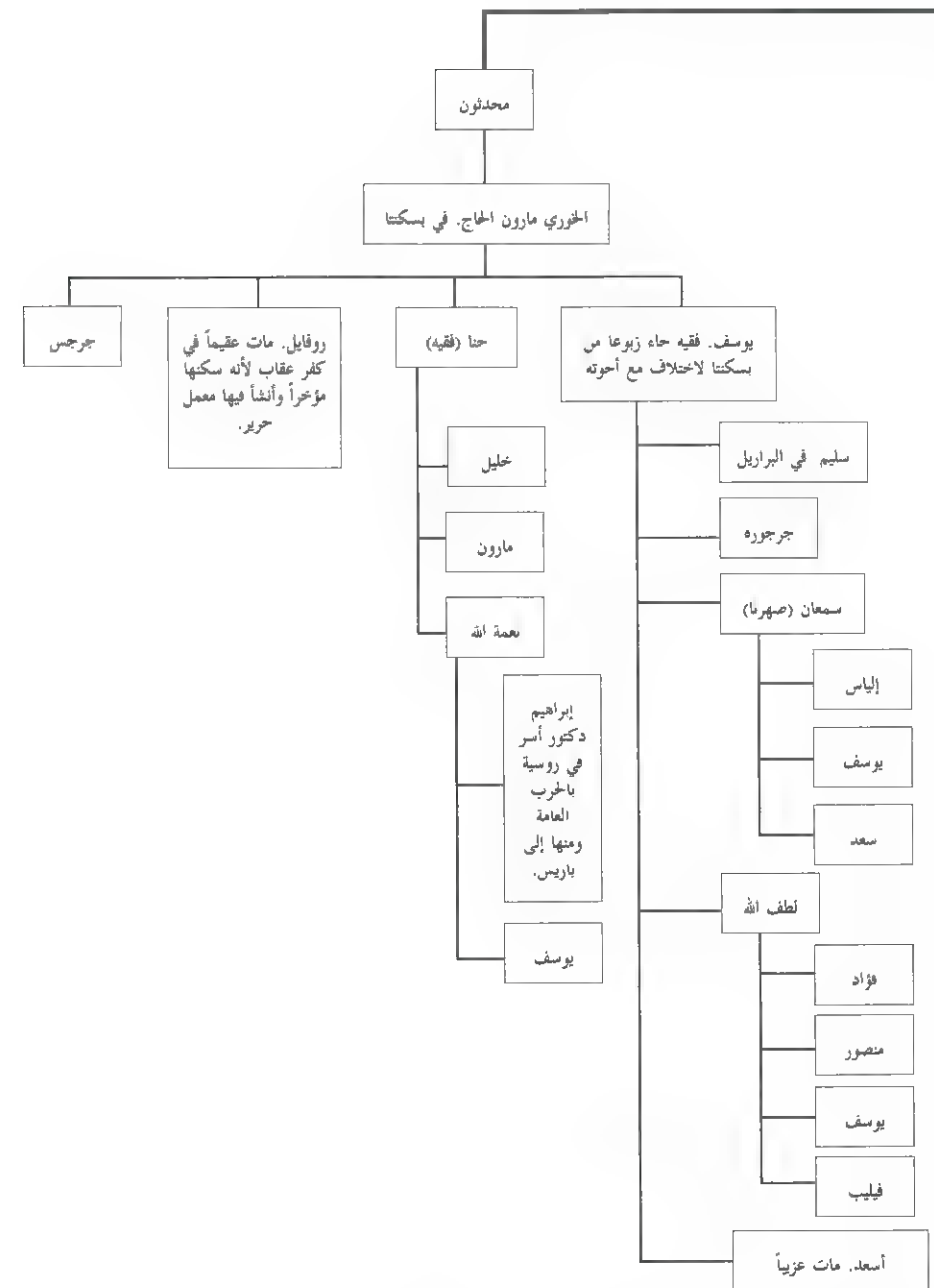 محدثون
الخوري مارون الحاج. في بسكنتا
يوسف. فقيه حاء زبوعا من
بسكنتا لاختلاف مع أخوته
حنا (فقيه)
روفايل. مات عقيماً في
كفر عقاب لأنه سكنها
مؤخراً وأنشأ فيها معمل
حرير.
جرجس
سليم في البرازيل
جرجوره
سمعان (صهرنا)
إلياس
يوسف
سعد
لطف الله
فؤاد
منصور
يوسف
فيليب
أسعد. مات عزيباً
خليل
مارون
نعمة الله
إبراهيم
دكتور أسر
في روسية
بالحرب
العامة
ومنها إلى
باريس.
يوسف